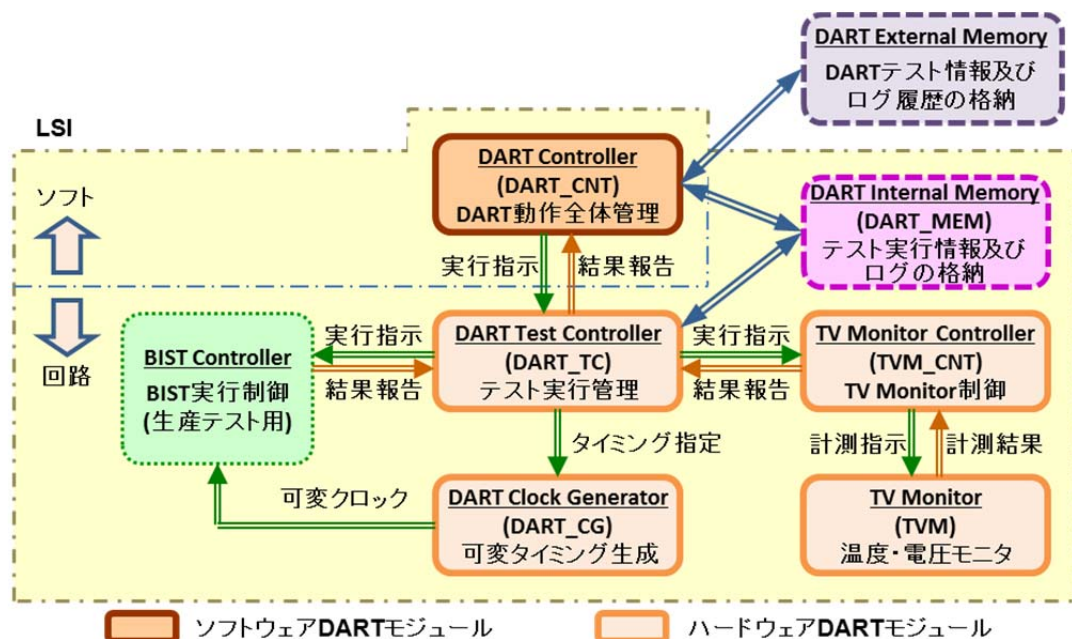 DART External Memory
DARTテスト情報及び
ログ履歴の格納
LSI
DART Controller
(DART_CNT)
DART動作全体管理
ソフト
DART Internal Memory
(DART_MEM)
テスト実行情報及び
ログの格納
実行指示
結果報告
回路
BIST Controller
BIST実行制御
(生産テスト用)
実行指示
結果報告
DART Test Controller
(DART_TC)
テスト実行管理
実行指示
結果報告
TV Monitor Controller
(TVM_CNT)
TV Monitor制御
タイミング指定
計測指示
計測結果
可変クロック
DART Clock Generator
(DART_CG)
可変タイミング生成
TV Monitor
(TVM)
温度・電圧モニタ
ソフトウェアDARTモジュール
ハードウェアDARTモジュール